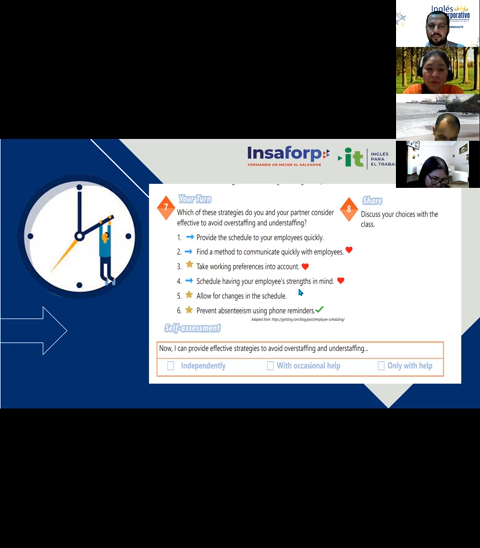 Inglés
corporativo
Insaforp
FORMANDO UN MEJOR EL SALVADOR
it
INGLÉS
PARA
EL TRABA
7
Your Turn
Which of these strategies do you and your partner consider
effective to avoid overstaffing and understaffing?
1. Provide the schedule to your employees quickly.
2. Find a method to communicate quickly with employees.
3. Take working preferences into account.
4. Schedule having your employee's strengths in mind.
5. Allow for changes in the schedule.
6. Prevent absenteeism using phone reminders.
8
Share
Discuss your choices with the
class.
Self-assessment
Now, I can provide effective strategies to avoid overstaffing and understaffing...
Independently
With occasional help
Only with help